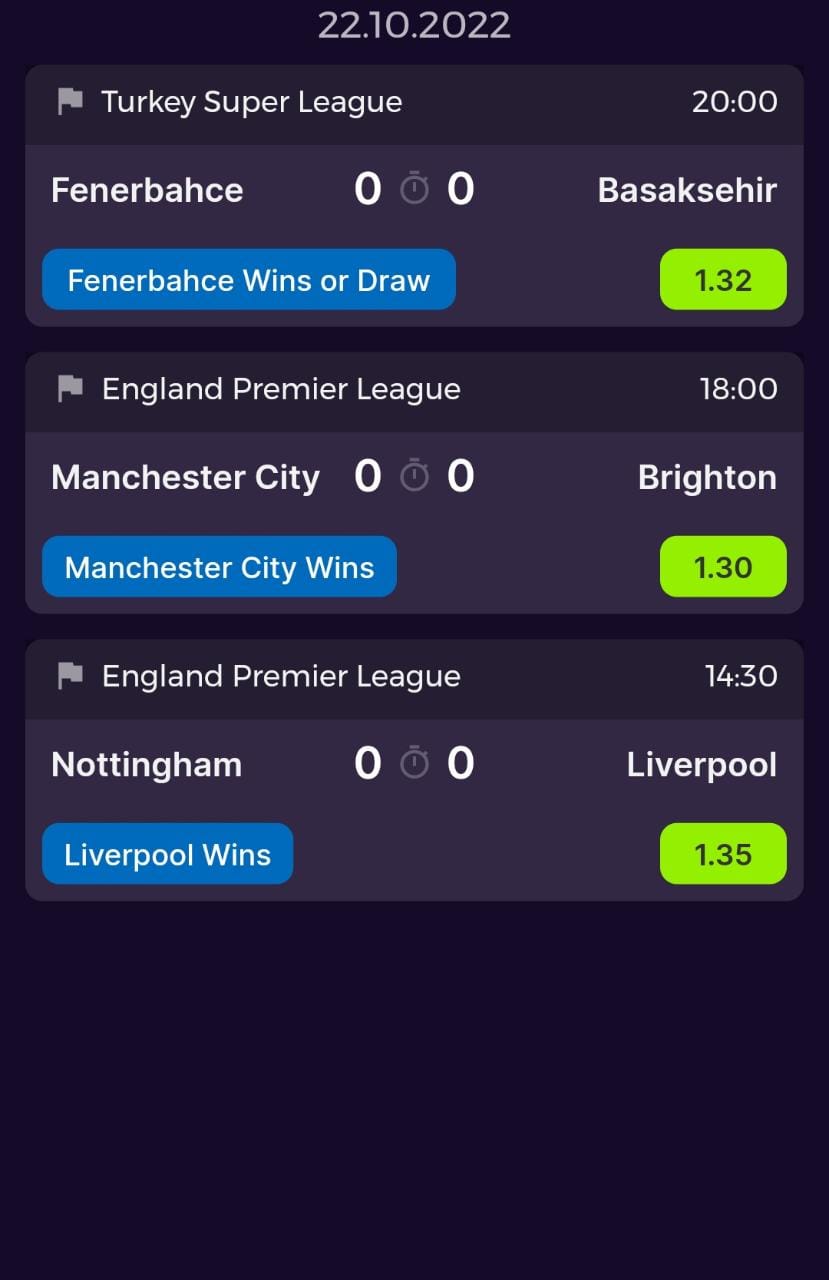 22.10.2022
Turkey Super League 20:00
Fenerbahce 0 0 Basaksehir
Fenerbahce Wins or Draw 1.32
England Premier League 18:00
Manchester City 0 0 Brighton
Manchester City Wins 1.30
England Premier League 14:30
Nottingham 0 0 Liverpool
Liverpool Wins 1.35